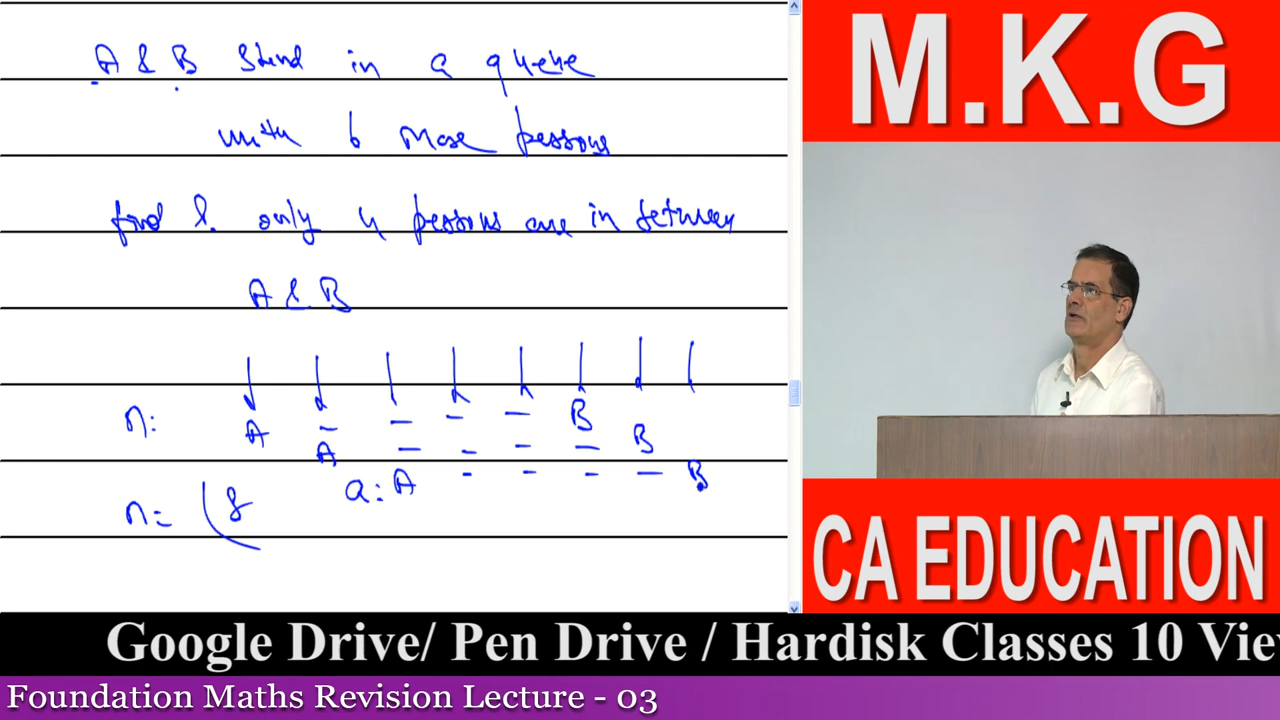 A & B stand in a queue
with 6 more persons
find P. only 4 persons are in between
A & B
n: A - - - - B
A - - - - B
a: A - - - - B
n= (8
M.K.G
CA EDUCATION
Google Drive/ Pen Drive / Hardisk Classes 10 Vie
Foundation Maths Revision Lecture - 03